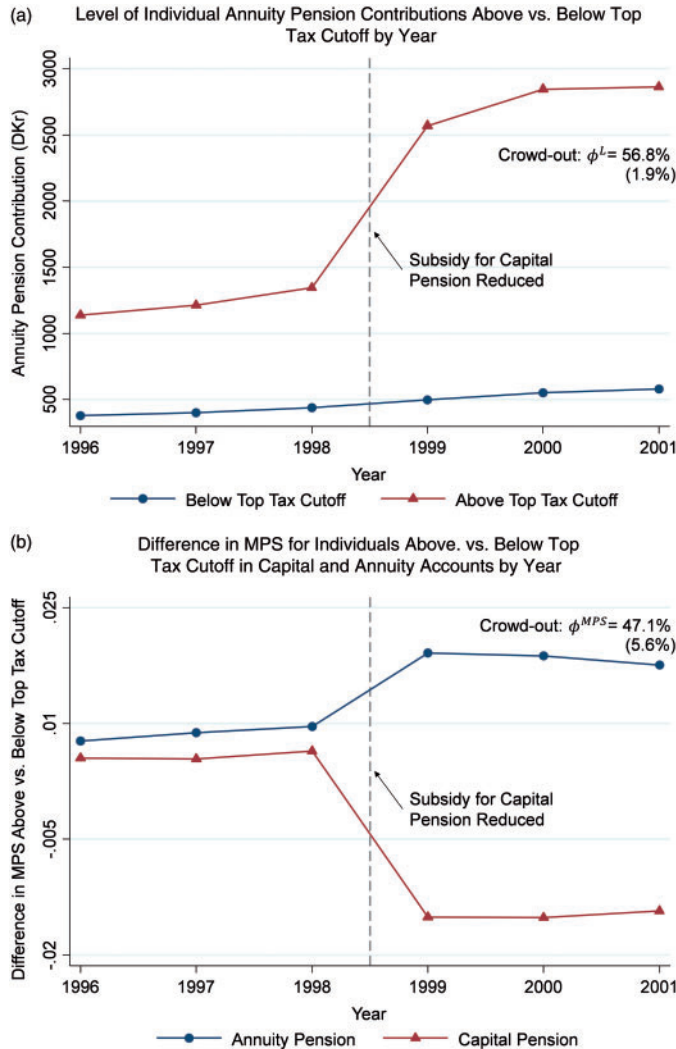 (a)
Level of Individual Annuity Pension Contributions Above vs. Below Top
Tax Cutoff by Year
Annuity Pension Contribution (DKr)
3000
2500
2000
1500
1000
500
Crowd-out: ϕ^L= 56.8%
(1.9%)
Subsidy for Capital
Pension Reduced
1996 1997 1998 1999 2000 2001
Year
Below Top Tax Cutoff Above Top Tax Cutoff
(b)
Difference in MPS for Individuals Above. vs. Below Top
Tax Cutoff in Capital and Annuity Accounts by Year
Difference in MPS Above vs. Below Top Tax Cutoff
.025
.01
-.005
-.02
Crowd-out: ϕ^MPS= 47.1%
(5.6%)
Subsidy for Capital
Pension Reduced
1996 1997 1998 1999 2000 2001
Year
Annuity Pension Capital Pension